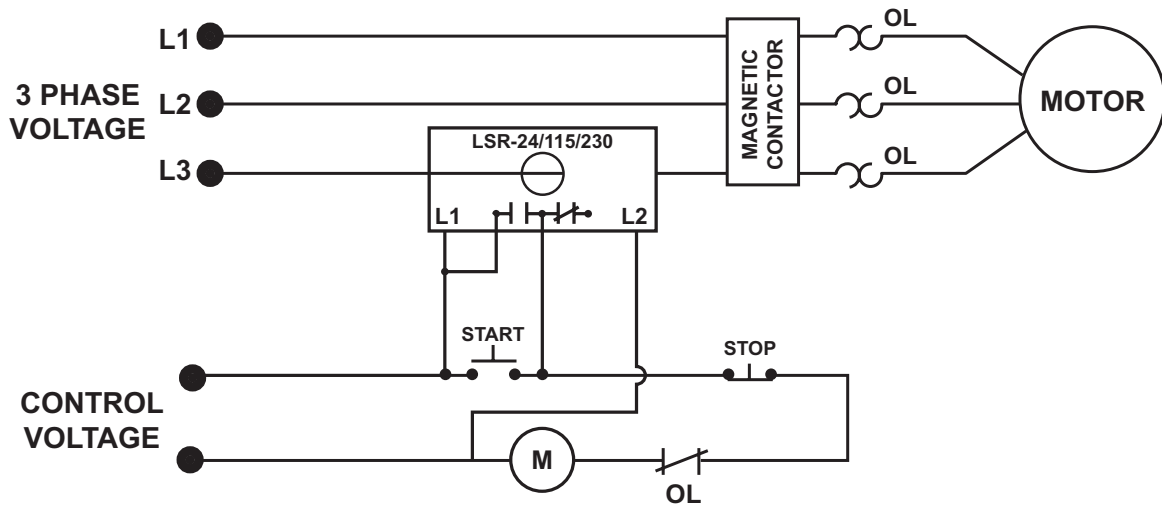 OL
L1
3 PHASE
VOLTAGE
L2
OL
MOTOR
MAGNETIC
CONTACTOR
LSR-24/115/230
L3
OL
L1
L2
START
STOP
CONTROL
VOLTAGE
M
OL